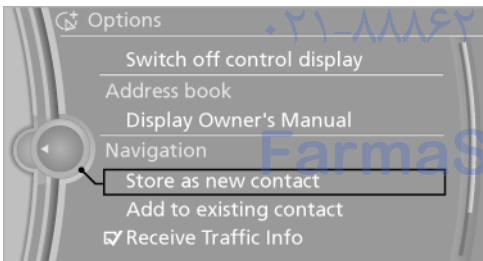 Options
۰۲۱-۸۸۸۶۲
Switch off control display
Address book
Display Owner's Manual
Navigation
FarmaS
Store as new contact
Add to existing contact
Receive Traffic Info